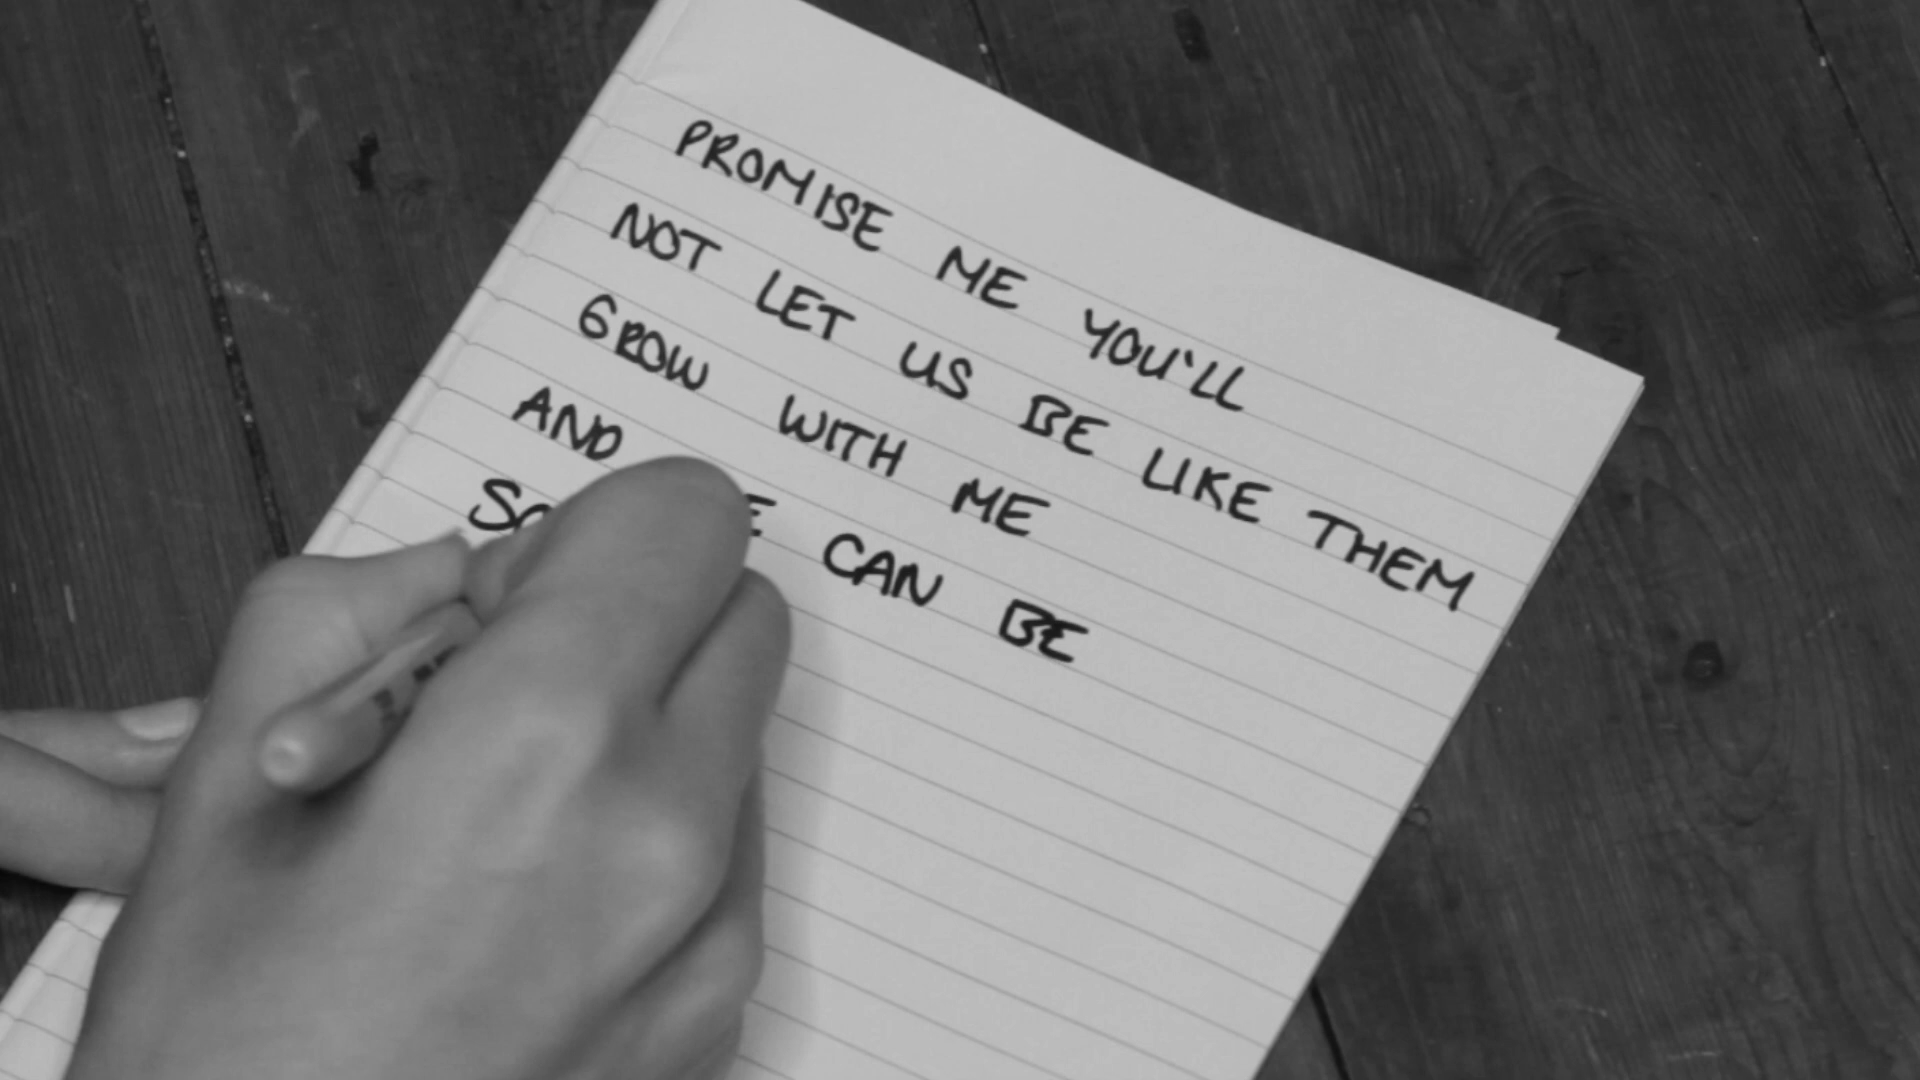 PROMISE ME YOU'LL
NOT LET US BE LIKE THEM
GROW WITH ME
AND CAN BE